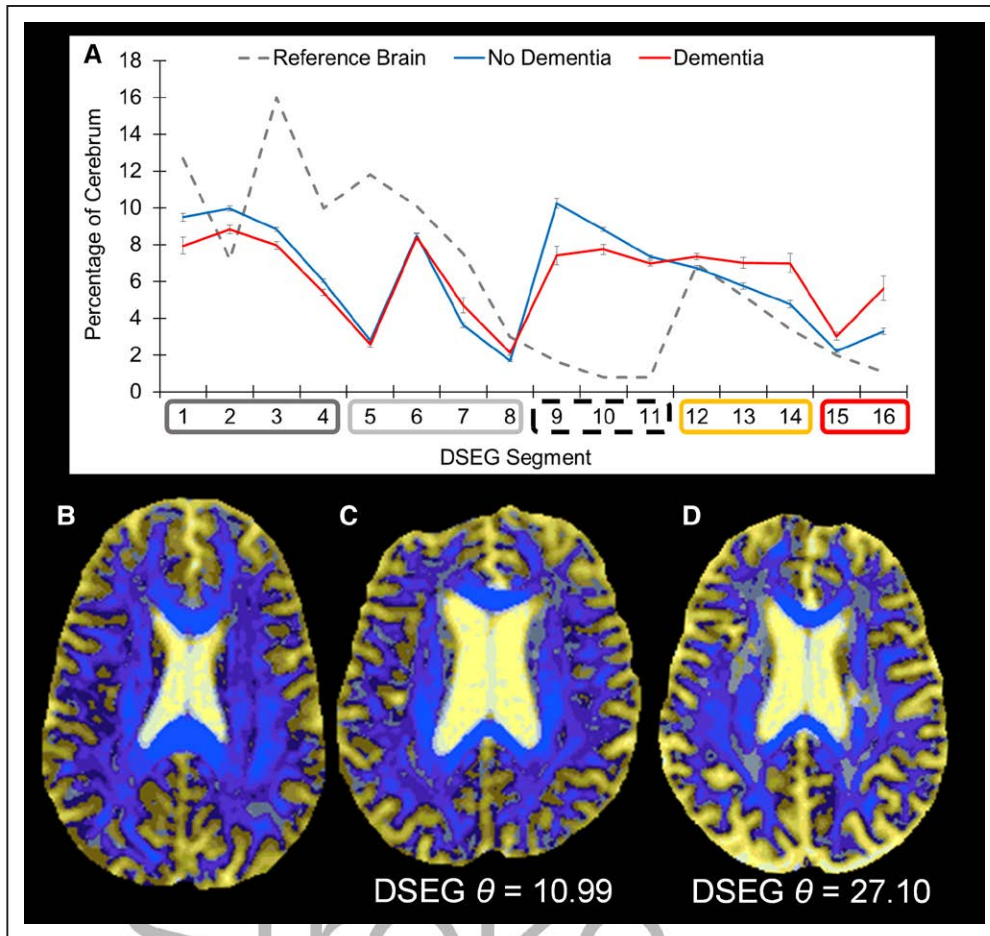 A
Reference Brain No Dementia Dementia
Percentage of Cerebrum
18
16
14
12
10
8
6
4
2
0
1 2 3 4 5 6 7 8 9 10 11 12 13 14 15 16
DSEG Segment
B C D
DSEG θ = 10.99 DSEG θ = 27.10